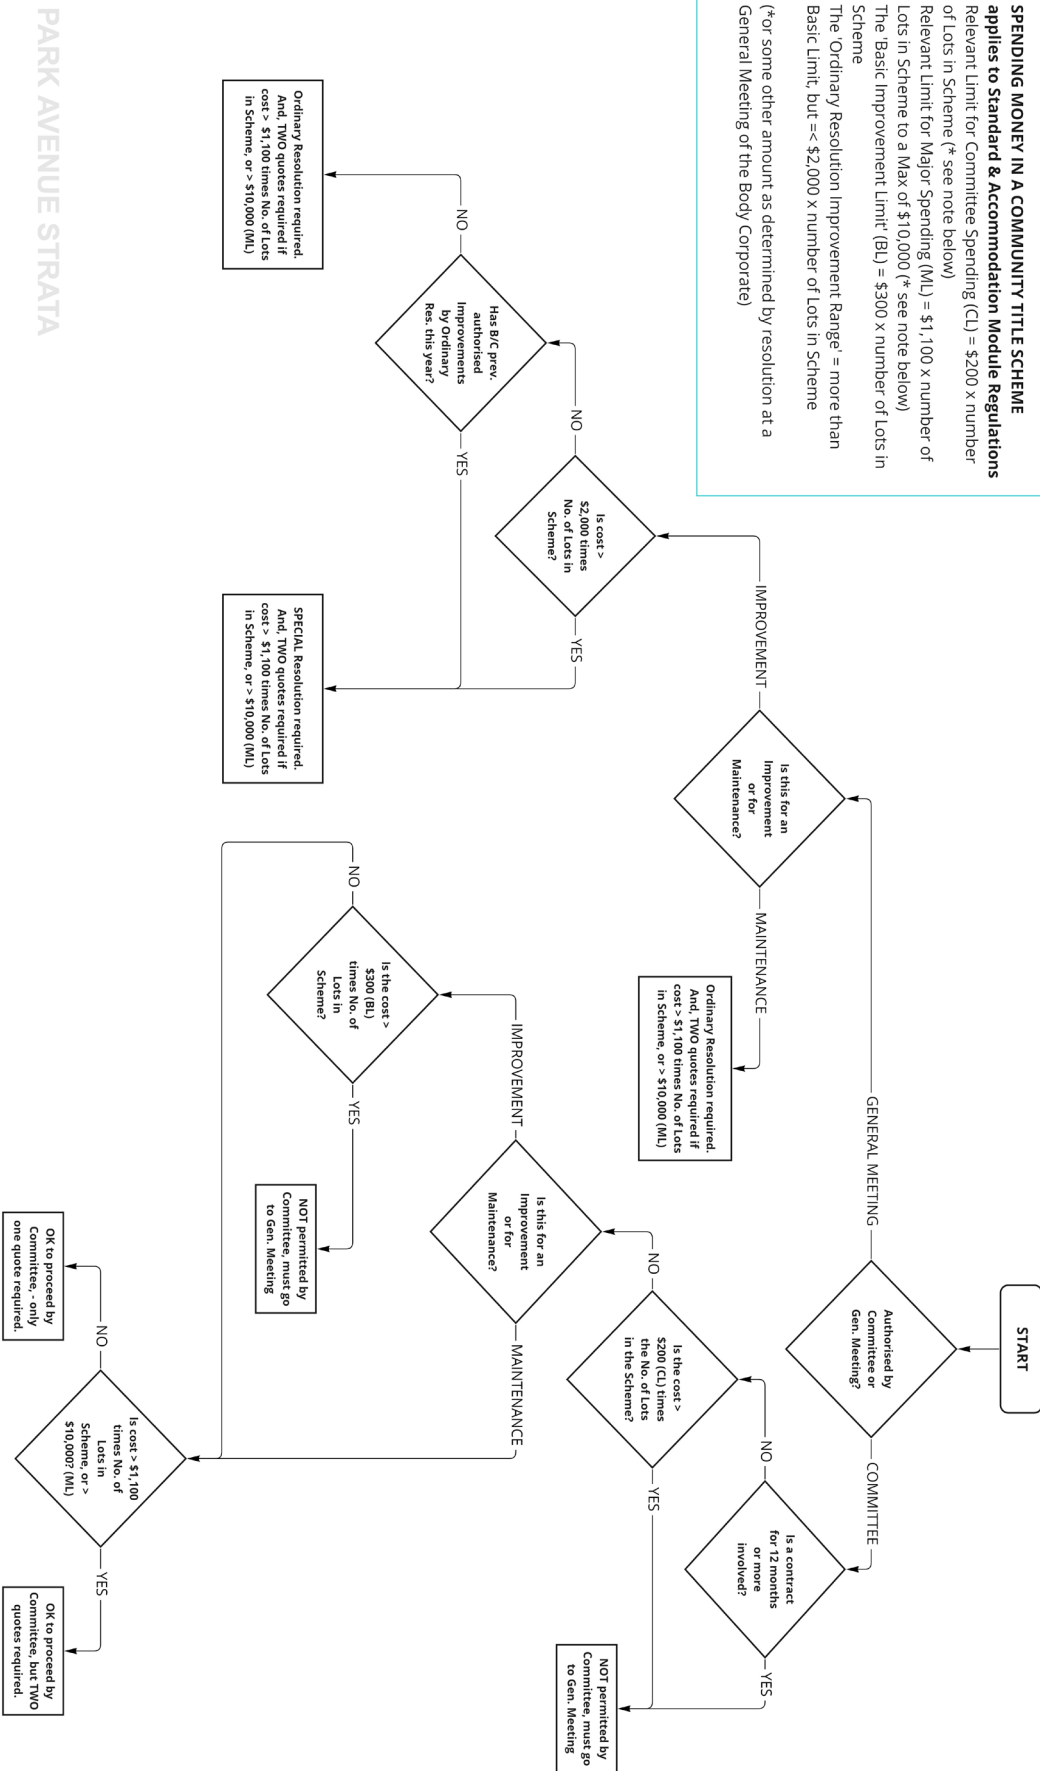 SPENDING MONEY IN A COMMUNITY TITLE SCHEME
applies to Standard & Accommodation Module Regulations
Relevant Limit for Committee Spending (CL) = $200 x number
of Lots in Scheme (* see note below)
Relevant Limit for Major Spending (ML) = $1,100 x number of
Lots in Scheme to a Max of $10,000 (* see note below)
The 'Basic Improvement Limit' (BL) = $300 x number of Lots in
Scheme
The 'Ordinary Resolution Improvement Range' = more than
Basic Limit, but =< $2,000 x number of Lots in Scheme
(*or some other amount as determined by resolution at a
General Meeting of the Body Corporate)
START
Authorised by
Committee or
Gen. Meeting?
GENERAL MEETING
COMMITTEE
Is this for an
Improvement
or for
Maintenance?
IMPROVEMENT
MAINTENANCE
Ordinary Resolution required.
And, TWO quotes required if
cost > $1,100 times No. of Lots
in Scheme, or > $10,000 (ML)
Is cost >
$2,000 times
No. of Lots in
Scheme?
NO
YES
Has B/C prev.
authorised
Improvements
by Ordinary
Res. this year?
NO
YES
Ordinary Resolution required.
And, TWO quotes required if
cost > $1,100 times No. of Lots
in Scheme, or > $10,000 (ML)
SPECIAL Resolution required.
And, TWO quotes required if
cost > $1,100 times No. of Lots
in Scheme, or > $10,000 (ML)
Is a contract
for 12 months
or more
involved?
NO
YES
Is the cost >
$200 (CL) times
the No. of Lots
in the Scheme?
NO
YES
NOT permitted by
Committee, must go
to Gen. Meeting
Is this for an
Improvement
or for
Maintenance?
IMPROVEMENT
MAINTENANCE
Is the cost >
$300 (BL)
times No. of
Lots in
Scheme?
NO
YES
NOT permitted by
Committee, must go
to Gen. Meeting
Is cost > $1,100
times No. of
Lots in
Scheme, or >
$10,000? (ML)
NO
YES
OK to proceed by
Committee, - only
one quote required.
OK to proceed by
Committee, but TWO
quotes required.
PARK AVENUE STRATA